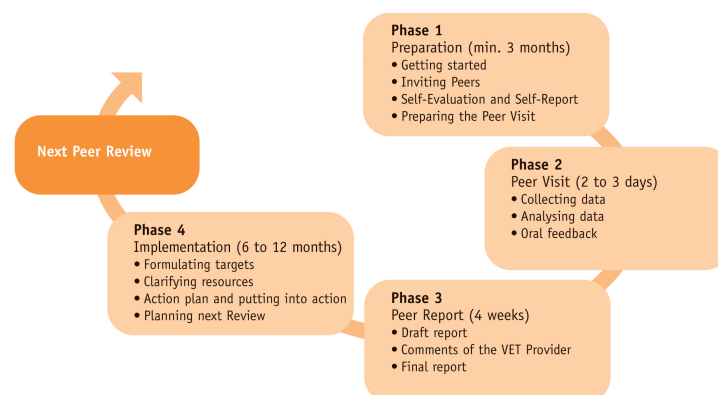 Phase 1
Preparation (min. 3 months)
• Getting started
• Inviting Peers
• Self-Evaluation and Self-Report
• Preparing the Peer Visit
Next Peer Review
Phase 2
Peer Visit (2 to 3 days)
• Collecting data
• Analysing data
• Oral feedback
Phase 4
Implementation (6 to 12 months)
• Formulating targets
• Clarifying resources
• Action plan and putting into action
• Planning next Review
Phase 3
Peer Report (4 weeks)
• Draft report
• Comments of the VET Provider
• Final report